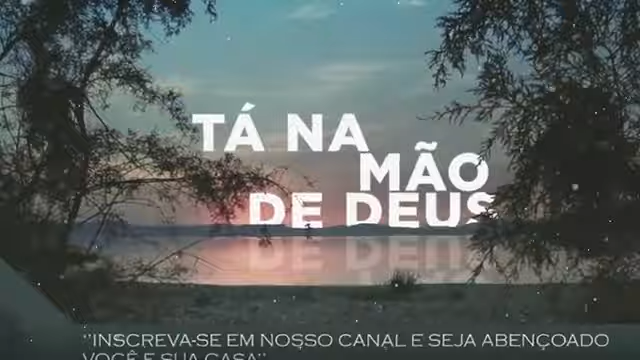 TÁ NA
MÃO
DE DEUS
"INSCREVA-SE EM NOSSO CANAL E SEJA ABENÇOADO
VOCÊ E SUA CASA"